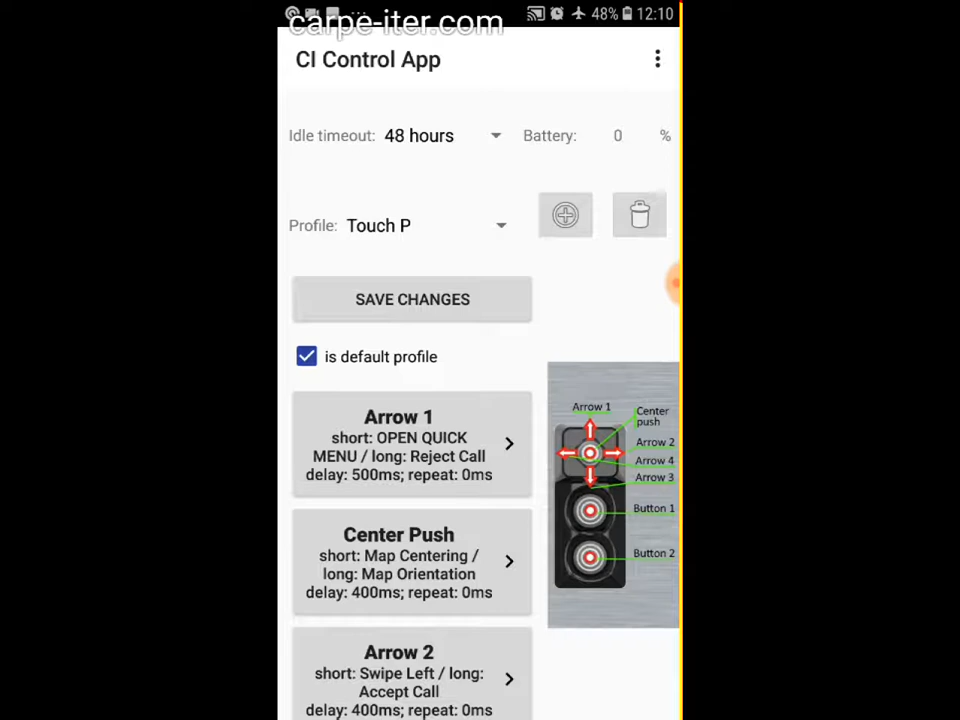 carpe-iter.com
48% 12:10
CI Control App
Idle timeout: 48 hours Battery: 0 %
Profile: Touch P
SAVE CHANGES
is default profile
Arrow 1
short: OPEN QUICK
MENU / long: Reject Call
delay: 500ms; repeat: 0ms
Center Push
short: Map Centering /
long: Map Orientation
delay: 400ms; repeat: 0ms
Arrow 2
short: Swipe Left / long:
Accept Call
delay: 400ms; repeat: 0ms
Arrow 1
Center
push
Arrow 2
Arrow 4
Arrow 3
Button 1
Button 2